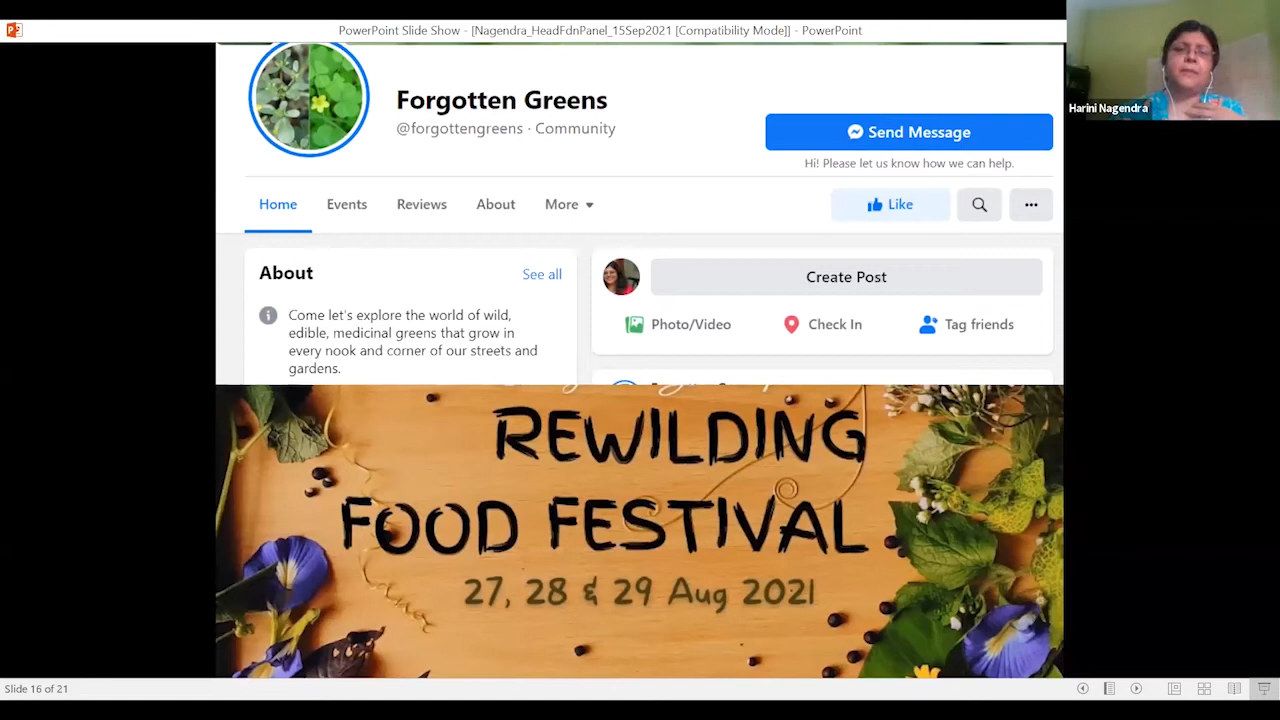 PowerPoint Slide Show - [Nagendra_HeadFdnPanel_15Sep2021 [Compatibility Mode]] - PowerPoint
Harini Nagendra
Forgotten Greens
@forgottengreens · Community
Send Message
Hi! Please let us know how we can help.
Home Events Reviews About More
Like
About See all
Create Post
Photo/Video Check In Tag friends
Come let's explore the world of wild,
edible, medicinal greens that grow in
every nook and corner of our streets and
gardens.
REWILDING
FOOD FESTIVAL
27, 28 & 29 Aug 2021
Slide 16 of 21